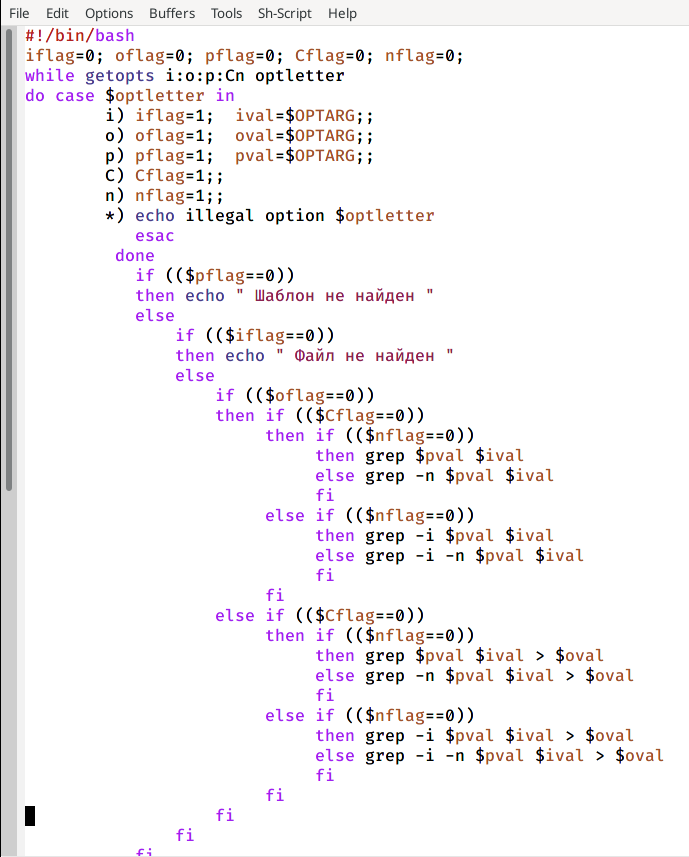 File Edit Options Buffers Tools Sh-Script Help
#!/bin/bash
iflag=0; oflag=0; pflag=0; Cflag=0; nflag=0;
while getopts i:o:p:Cn optletter
do case $optletter in
        i) iflag=1;  ival=$OPTARG;;
        o) oflag=1;  oval=$OPTARG;;
        p) pflag=1;  pval=$OPTARG;;
        C) Cflag=1;;
        n) nflag=1;;
        *) echo illegal option $optletter
           esac
         done
           if (($pflag==0))
           then echo " Шаблон не найден "
           else
               if (($iflag==0))
               then echo " Файл не найден "
               else
                   if (($oflag==0))
                   then if (($Cflag==0))
                        then if (($nflag==0))
                             then grep $pval $ival
                             else grep -n $pval $ival
                             fi
                        else if (($nflag==0))
                             then grep -i $pval $ival
                             else grep -i -n $pval $ival
                             fi
                        fi
                   else if (($Cflag==0))
                        then if (($nflag==0))
                             then grep $pval $ival > $oval
                             else grep -n $pval $ival > $oval
                             fi
                        else if (($nflag==0))
                             then grep -i $pval $ival > $oval
                             else grep -i -n $pval $ival > $oval
                             fi
                        fi
                   fi
               fi
           fi